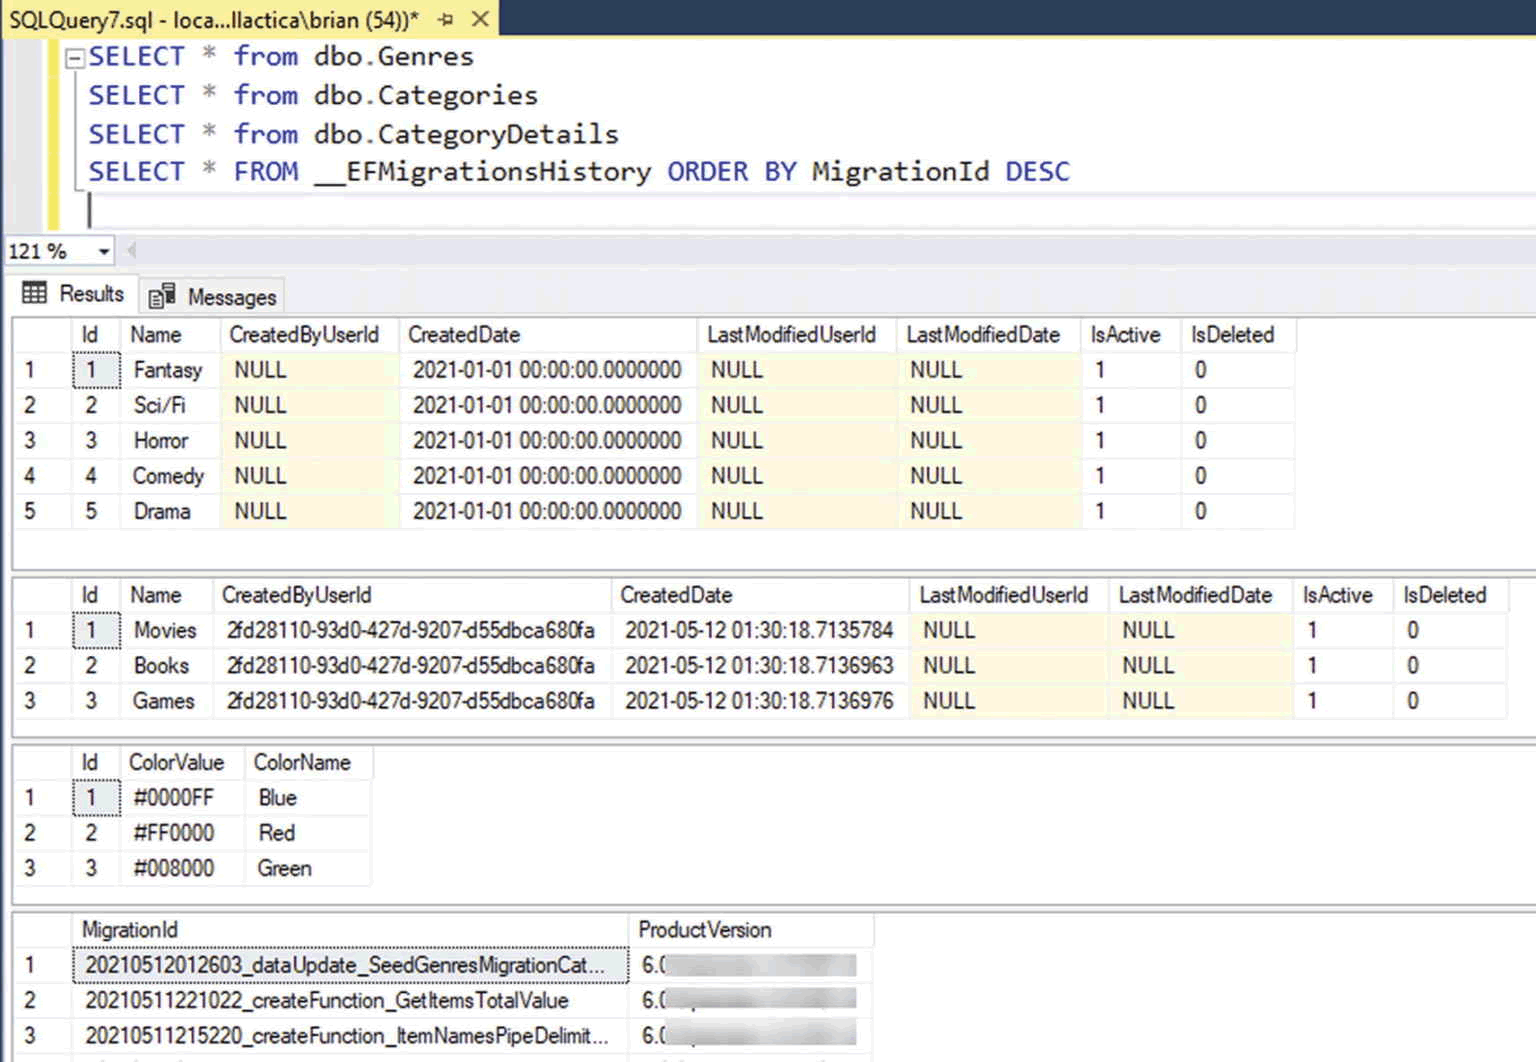 SQLQuery7.sql - loca...llactica\brian (54))*
SELECT * from dbo.Genres
SELECT * from dbo.Categories
SELECT * from dbo.CategoryDetails
SELECT * FROM __EFMigrationsHistory ORDER BY MigrationId DESC
121 %
Results Messages
Id Name CreatedByUserId CreatedDate LastModifiedUserId LastModifiedDate IsActive IsDeleted
1 1 Fantasy NULL 2021-01-01 00:00:00.0000000 NULL NULL 1 0
2 2 Sci/Fi NULL 2021-01-01 00:00:00.0000000 NULL NULL 1 0
3 3 Horror NULL 2021-01-01 00:00:00.0000000 NULL NULL 1 0
4 4 Comedy NULL 2021-01-01 00:00:00.0000000 NULL NULL 1 0
5 5 Drama NULL 2021-01-01 00:00:00.0000000 NULL NULL 1 0
Id Name CreatedByUserId CreatedDate LastModifiedUserId LastModifiedDate IsActive IsDeleted
1 1 Movies 2fd28110-93d0-427d-9207-d55dbca680fa 2021-05-12 01:30:18.7135784 NULL NULL 1 0
2 2 Books 2fd28110-93d0-427d-9207-d55dbca680fa 2021-05-12 01:30:18.7136963 NULL NULL 1 0
3 3 Games 2fd28110-93d0-427d-9207-d55dbca680fa 2021-05-12 01:30:18.7136976 NULL NULL 1 0
Id ColorValue ColorName
1 1 #0000FF Blue
2 2 #FF0000 Red
3 3 #008000 Green
MigrationId ProductVersion
1 20210512012603_dataUpdate_SeedGenresMigrationCat... 6.0
2 20210511221022_createFunction_GetItemsTotalValue 6.0
3 20210511215220_createFunction_ItemNamesPipeDelimit... 6.0